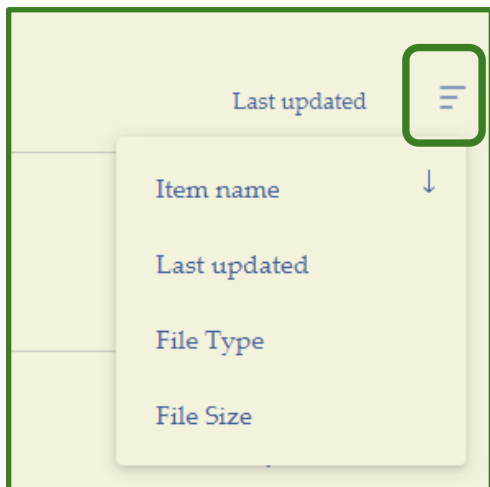 Last updated
Item name ↓
Last updated
File Type
File Size